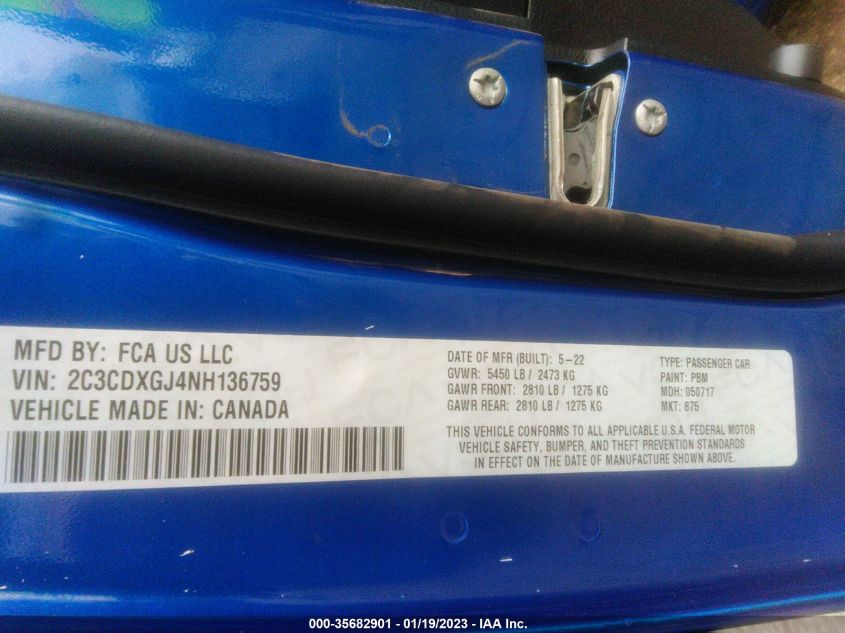 MFD BY: FCA US LLC
VIN: 2C3CDXGJ4NH136759
VEHICLE MADE IN: CANADA
DATE OF MFR (BUILT): 5-22
GVWR: 5450 LB / 2473 KG
GAWR FRONT: 2810 LB / 1275 KG
GAWR REAR: 2810 LB / 1275 KG
TYPE: PASSENGER CAR
PAINT: PBM
MDH: 050717
MKT: 875
THIS VEHICLE CONFORMS TO ALL APPLICABLE U.S.A. FEDERAL MOTOR
VEHICLE SAFETY, BUMPER, AND THEFT PREVENTION STANDARDS
IN EFFECT ON THE DATE OF MANUFACTURE SHOWN ABOVE.
000-35682901 - 01/19/2023 - IAA Inc.